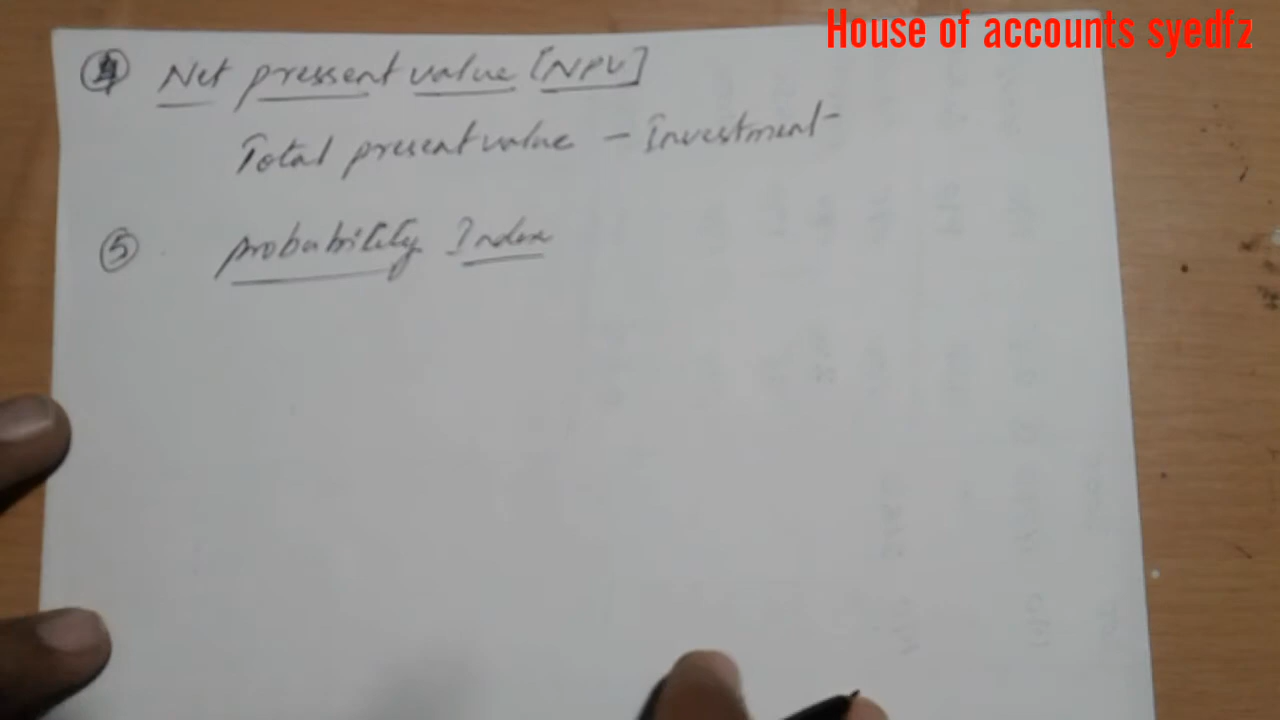 House of accounts syedfz
④ Net pressent value [NPV]
Total present value - Investment
⑤ probability Index